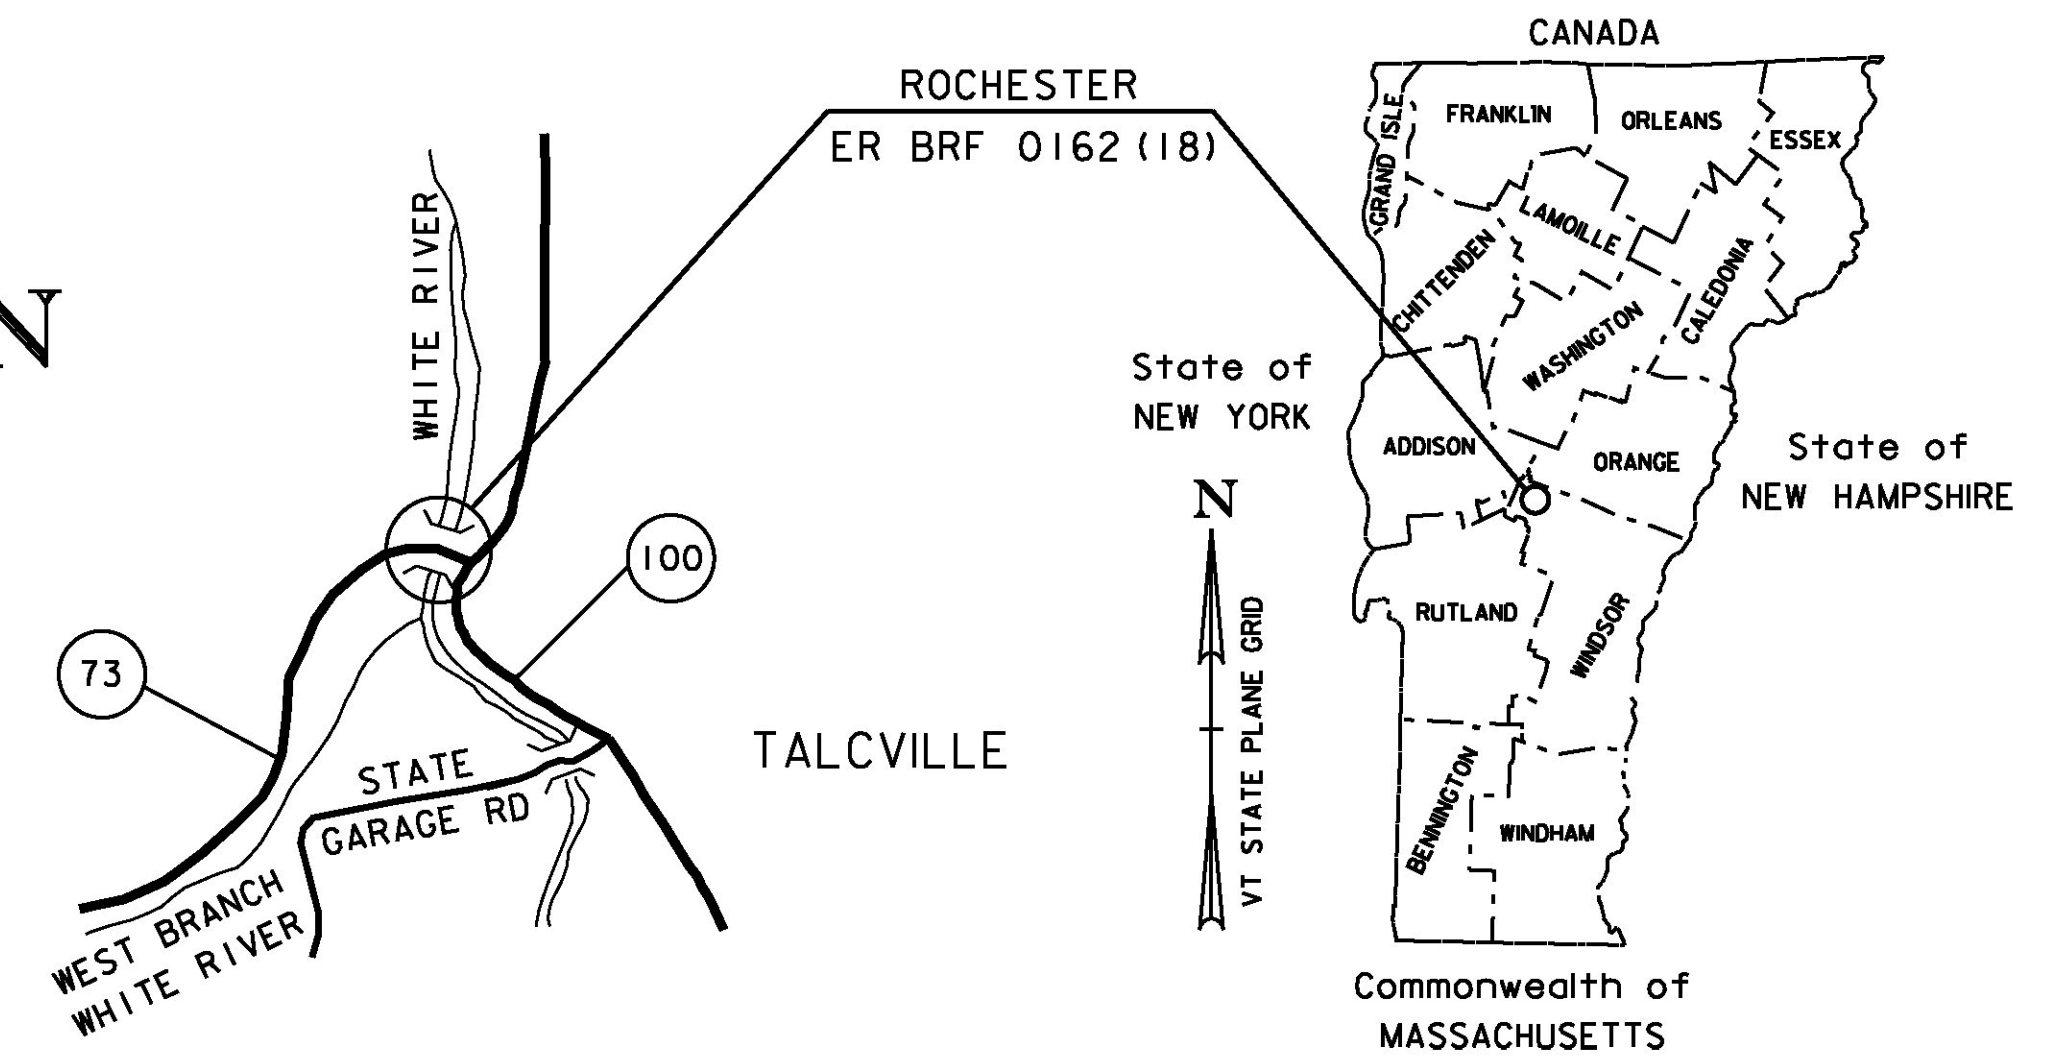 CANADA
ROCHESTER
ER BRF 0162 (18)
GRAND ISLE
FRANKLIN
ORLEANS
ESSEX
LAMOILLE
CHITTENDEN
CALEDONIA
WASHINGTON
WHITE RIVER
N
State of
NEW YORK
ADDISON
ORANGE
State of
NEW HAMPSHIRE
N
100
73
RUTLAND
WINDSOR
VT STATE PLANE GRID
TALCVILLE
STATE
GARAGE RD
BENNINGTON
WINDHAM
WEST BRANCH
WHITE RIVER
Commonwealth of
MASSACHUSETTS